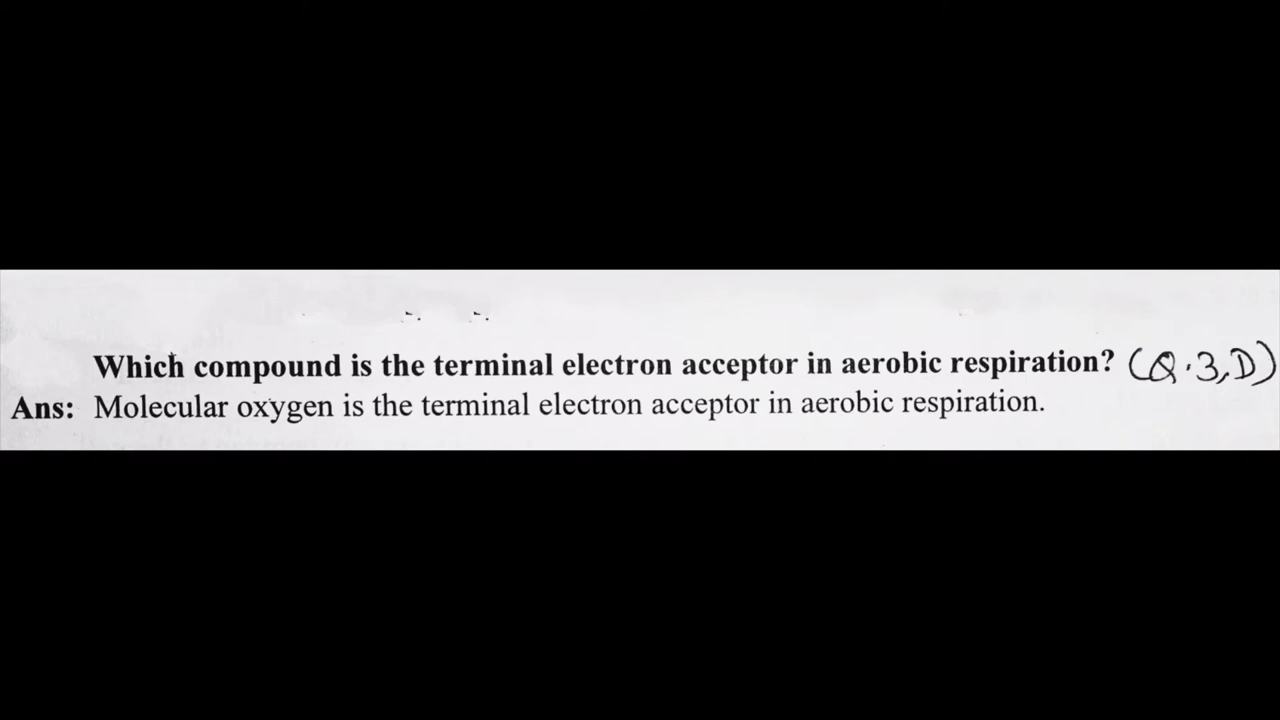 Which compound is the terminal electron acceptor in aerobic respiration? (Q.3,D)
Ans: Molecular oxygen is the terminal electron acceptor in aerobic respiration.